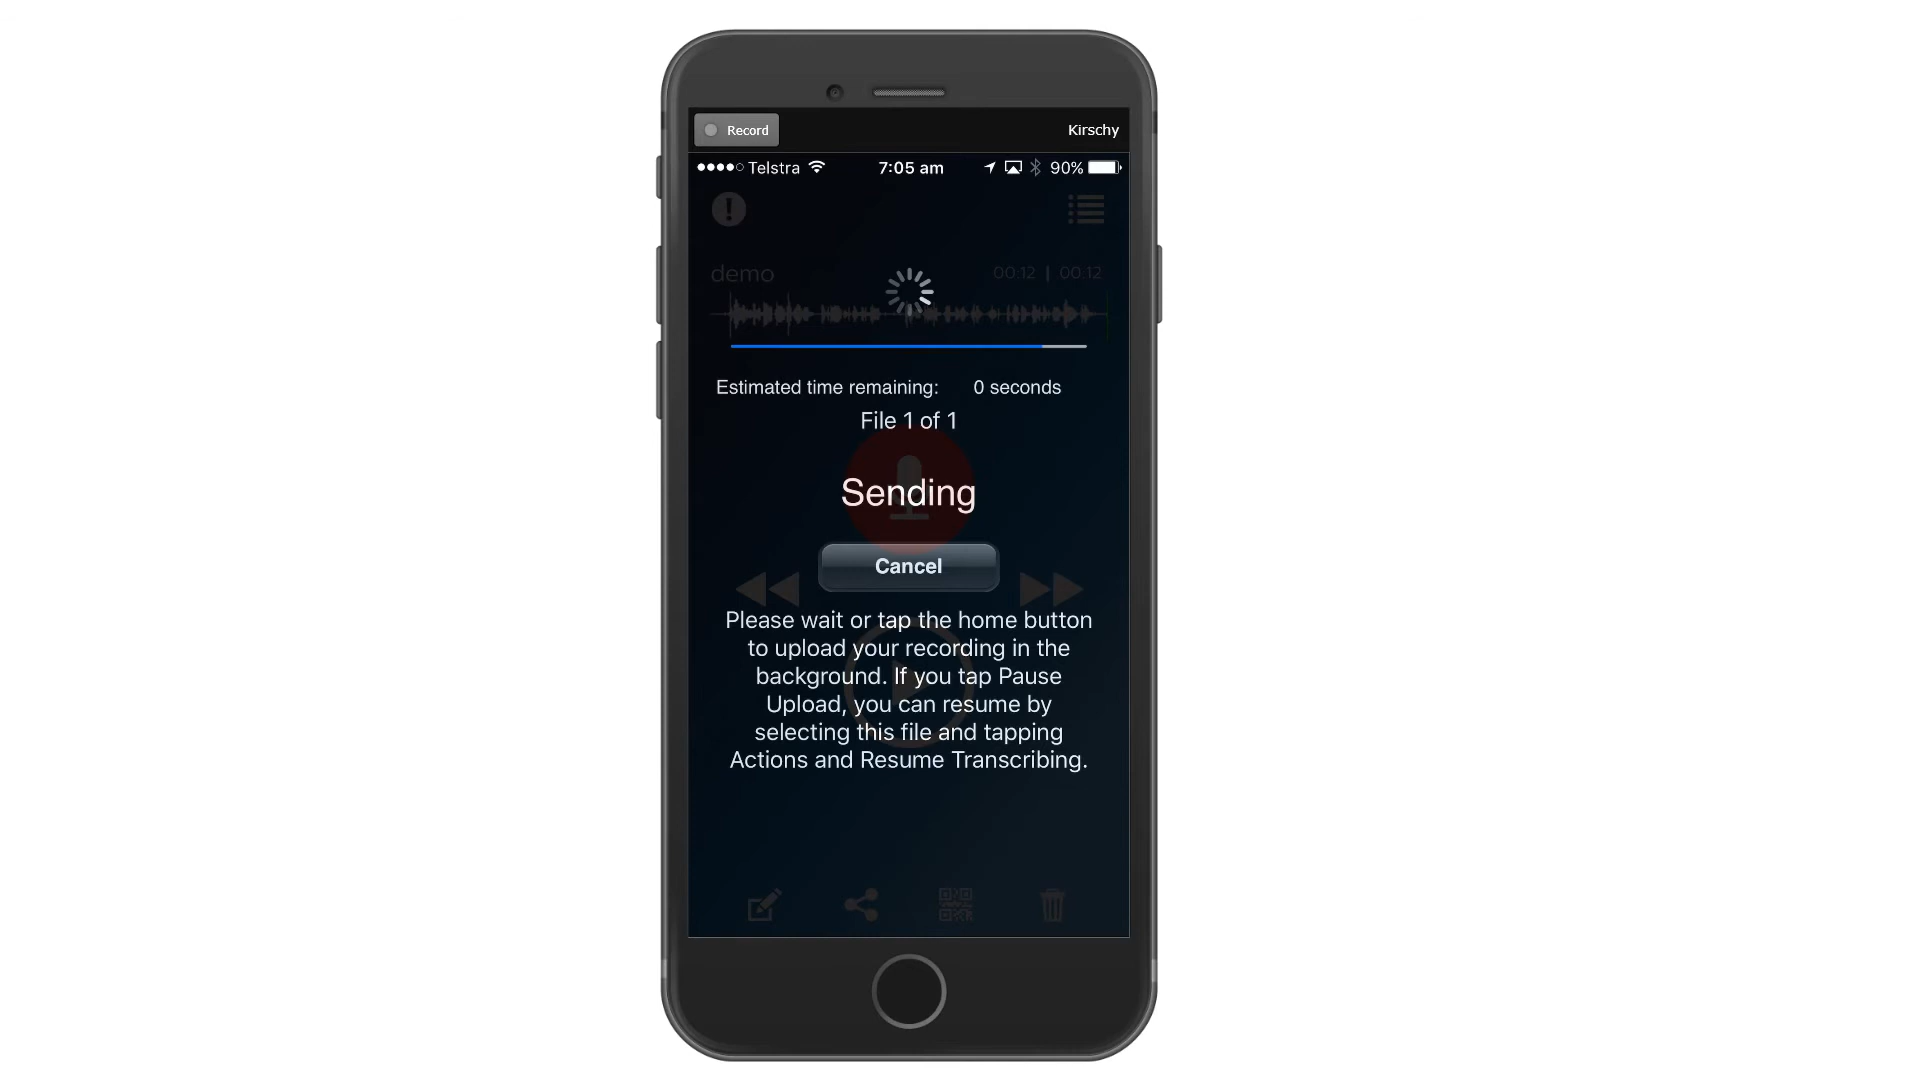 Record
Kirschy
Telstra 7:05 am 90%
demo 00:12 | 00:12
Estimated time remaining: 0 seconds
File 1 of 1
Sending
Cancel
Please wait or tap the home button
to upload your recording in the
background. If you tap Pause
Upload, you can resume by
selecting this file and tapping
Actions and Resume Transcribing.